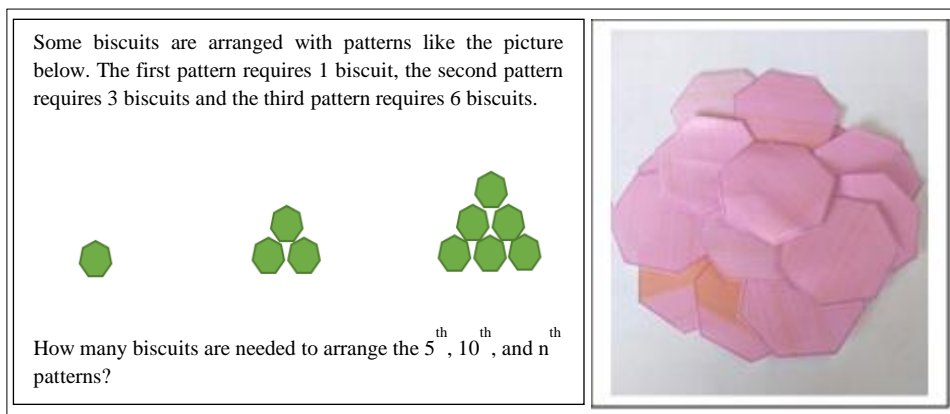 Some biscuits are arranged with patterns like the picture
below. The first pattern requires 1 biscuit, the second pattern
requires 3 biscuits and the third pattern requires 6 biscuits.
How many biscuits are needed to arrange the 5th, 10th, and nth
patterns?